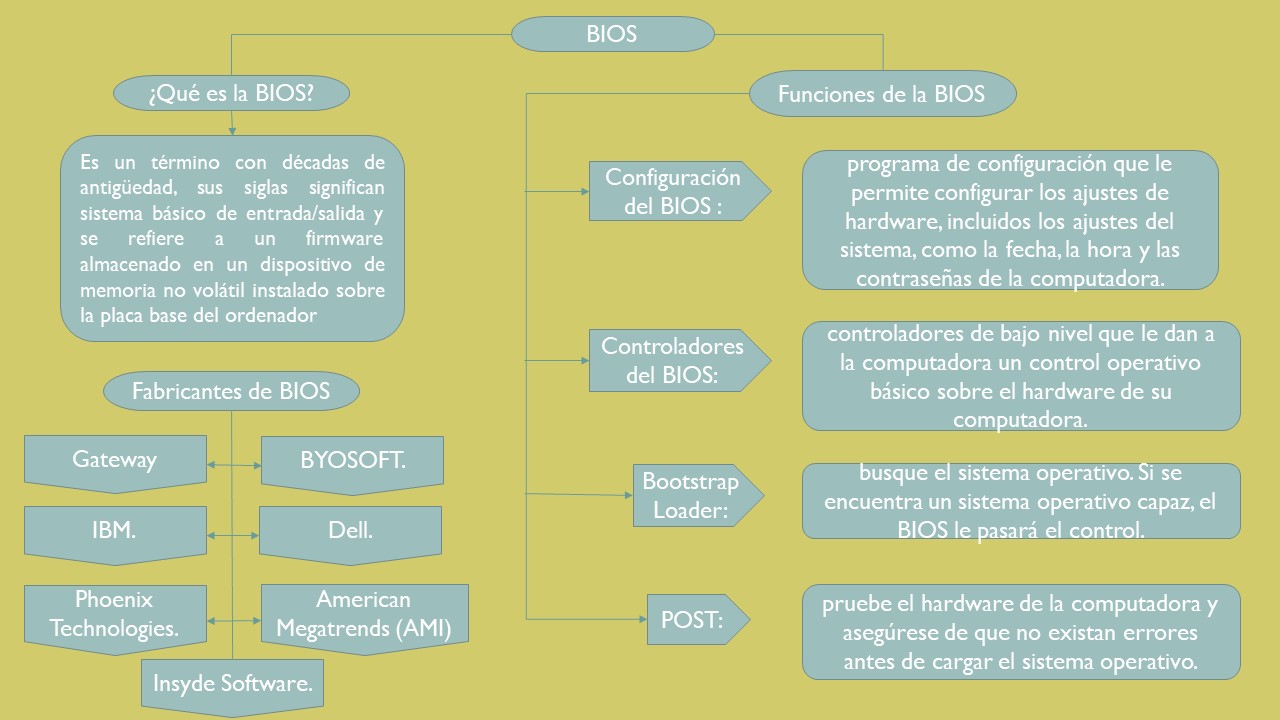 BIOS
¿Qué es la BIOS?
Es un término con décadas de
antigüedad, sus siglas significan
sistema básico de entrada/salida y
se refiere a un firmware
almacenado en un dispositivo de
memoria no volátil instalado sobre
la placa base del ordenador
Fabricantes de BIOS
Gateway
BYOSOFT.
IBM.
Dell.
Phoenix
Technologies.
American
Megatrends (AMI)
Insyde Software.
Funciones de la BIOS
Configuración
del BIOS :
programa de configuración que le
permite configurar los ajustes de
hardware, incluidos los ajustes del
sistema, como la fecha, la hora y las
contraseñas de la computadora.
Controladores
del BIOS:
controladores de bajo nivel que le dan a
la computadora un control operativo
básico sobre el hardware de su
computadora.
Bootstrap
Loader:
busque el sistema operativo. Si se
encuentra un sistema operativo capaz, el
BIOS le pasará el control.
POST:
pruebe el hardware de la computadora y
asegúrese de que no existan errores
antes de cargar el sistema operativo.